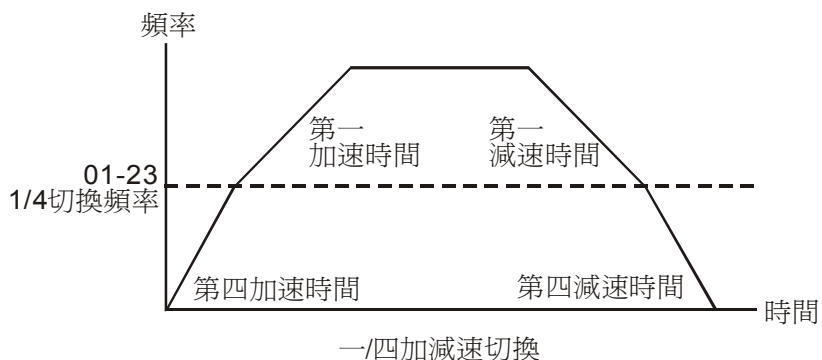 頻率
第一
加速時間
第一
減速時間
01-23
1/4切換頻率
第四加速時間
第四減速時間
時間
一/四加減速切換